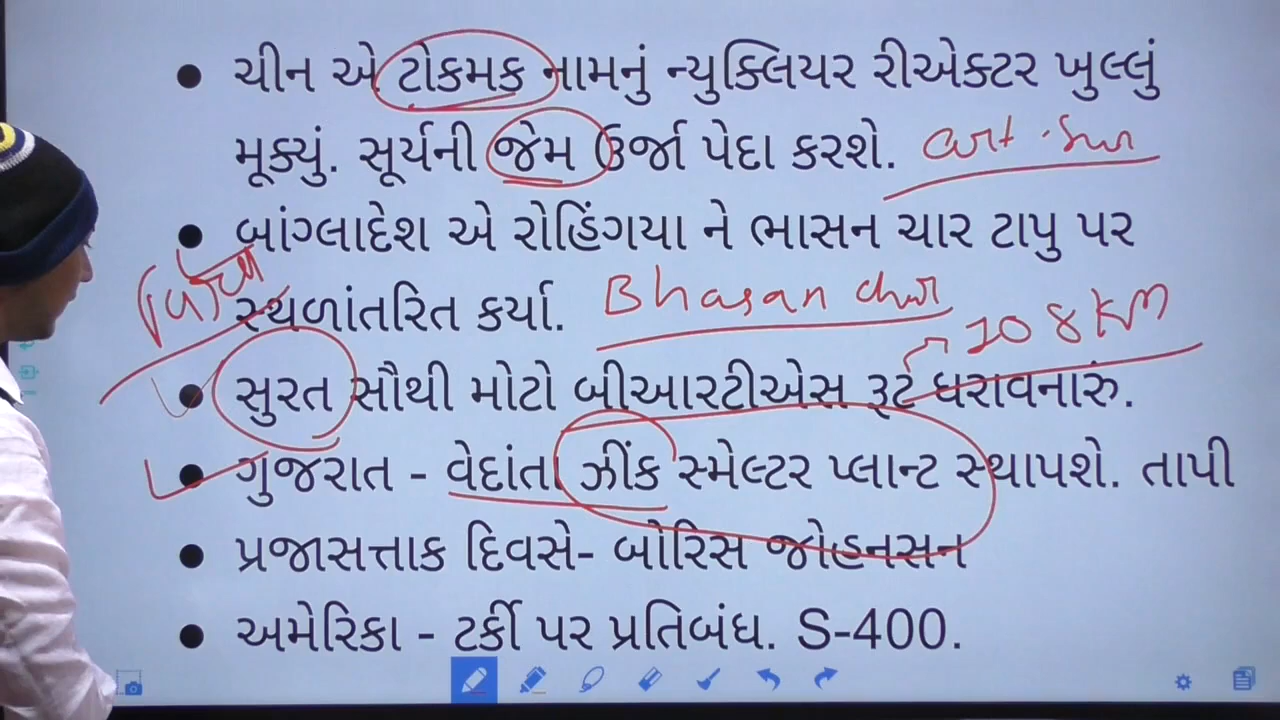 • ચીન એ ટોકમક નામનું ન્યુક્લિયર રીએક્ટર ખુલ્લું
મૂક્યું. સૂર્યની જેમ ઉર્જા પેદા કરશે.
• બાંગ્લાદેશ એ રોહિંગયા ને ભાસન ચાર ટાપુ પર
સ્થળાંતરિત કર્યા. Bhasan char
108 KM
• સુરત સૌથી મોટો બીઆરટીએસ રૂટ ધરાવનારું.
• ગુજરાત - વેદાંતા ઝીંક સ્મેલ્ટર પ્લાન્ટ સ્થાપશે. તાપી
• પ્રજાસત્તાક દિવસે- બોરિસ જોહનસન
• અમેરિકા - ટર્કી પર પ્રતિબંધ. S-400.